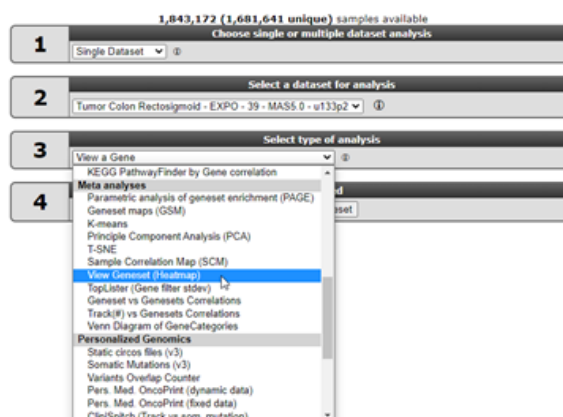 1,843,172 (1,681,641 unique) samples available
1
Choose single or multiple dataset analysis
Single Dataset
2
Select a dataset for analysis
Tumor Colon Rectosigmoid - EXPO - 39 - MAS5.0 - u133p2
3
Select type of analysis
View a Gene
KEGG PathwayFinder by Gene correlation
Meta analyses
4
Parametric analysis of geneset enrichment (PAGE)
Geneset maps (GSM)
K-means
Principle Component Analysis (PCA)
T-SNE
Sample Correlation Map (SCM)
View Geneset (Heatmap)
TopLister (Gene filter stdev)
Geneset vs Genesets Correlations
Track(#) vs Genesets Correlations
Venn Diagram of GeneCategories
Personalized Genomics
Static circos files (v3)
Somatic Mutations (v3)
Variants Overlap Counter
Pers. Med. OncoPrint (dynamic data)
Pers. Med. OncoPrint (fixed data)